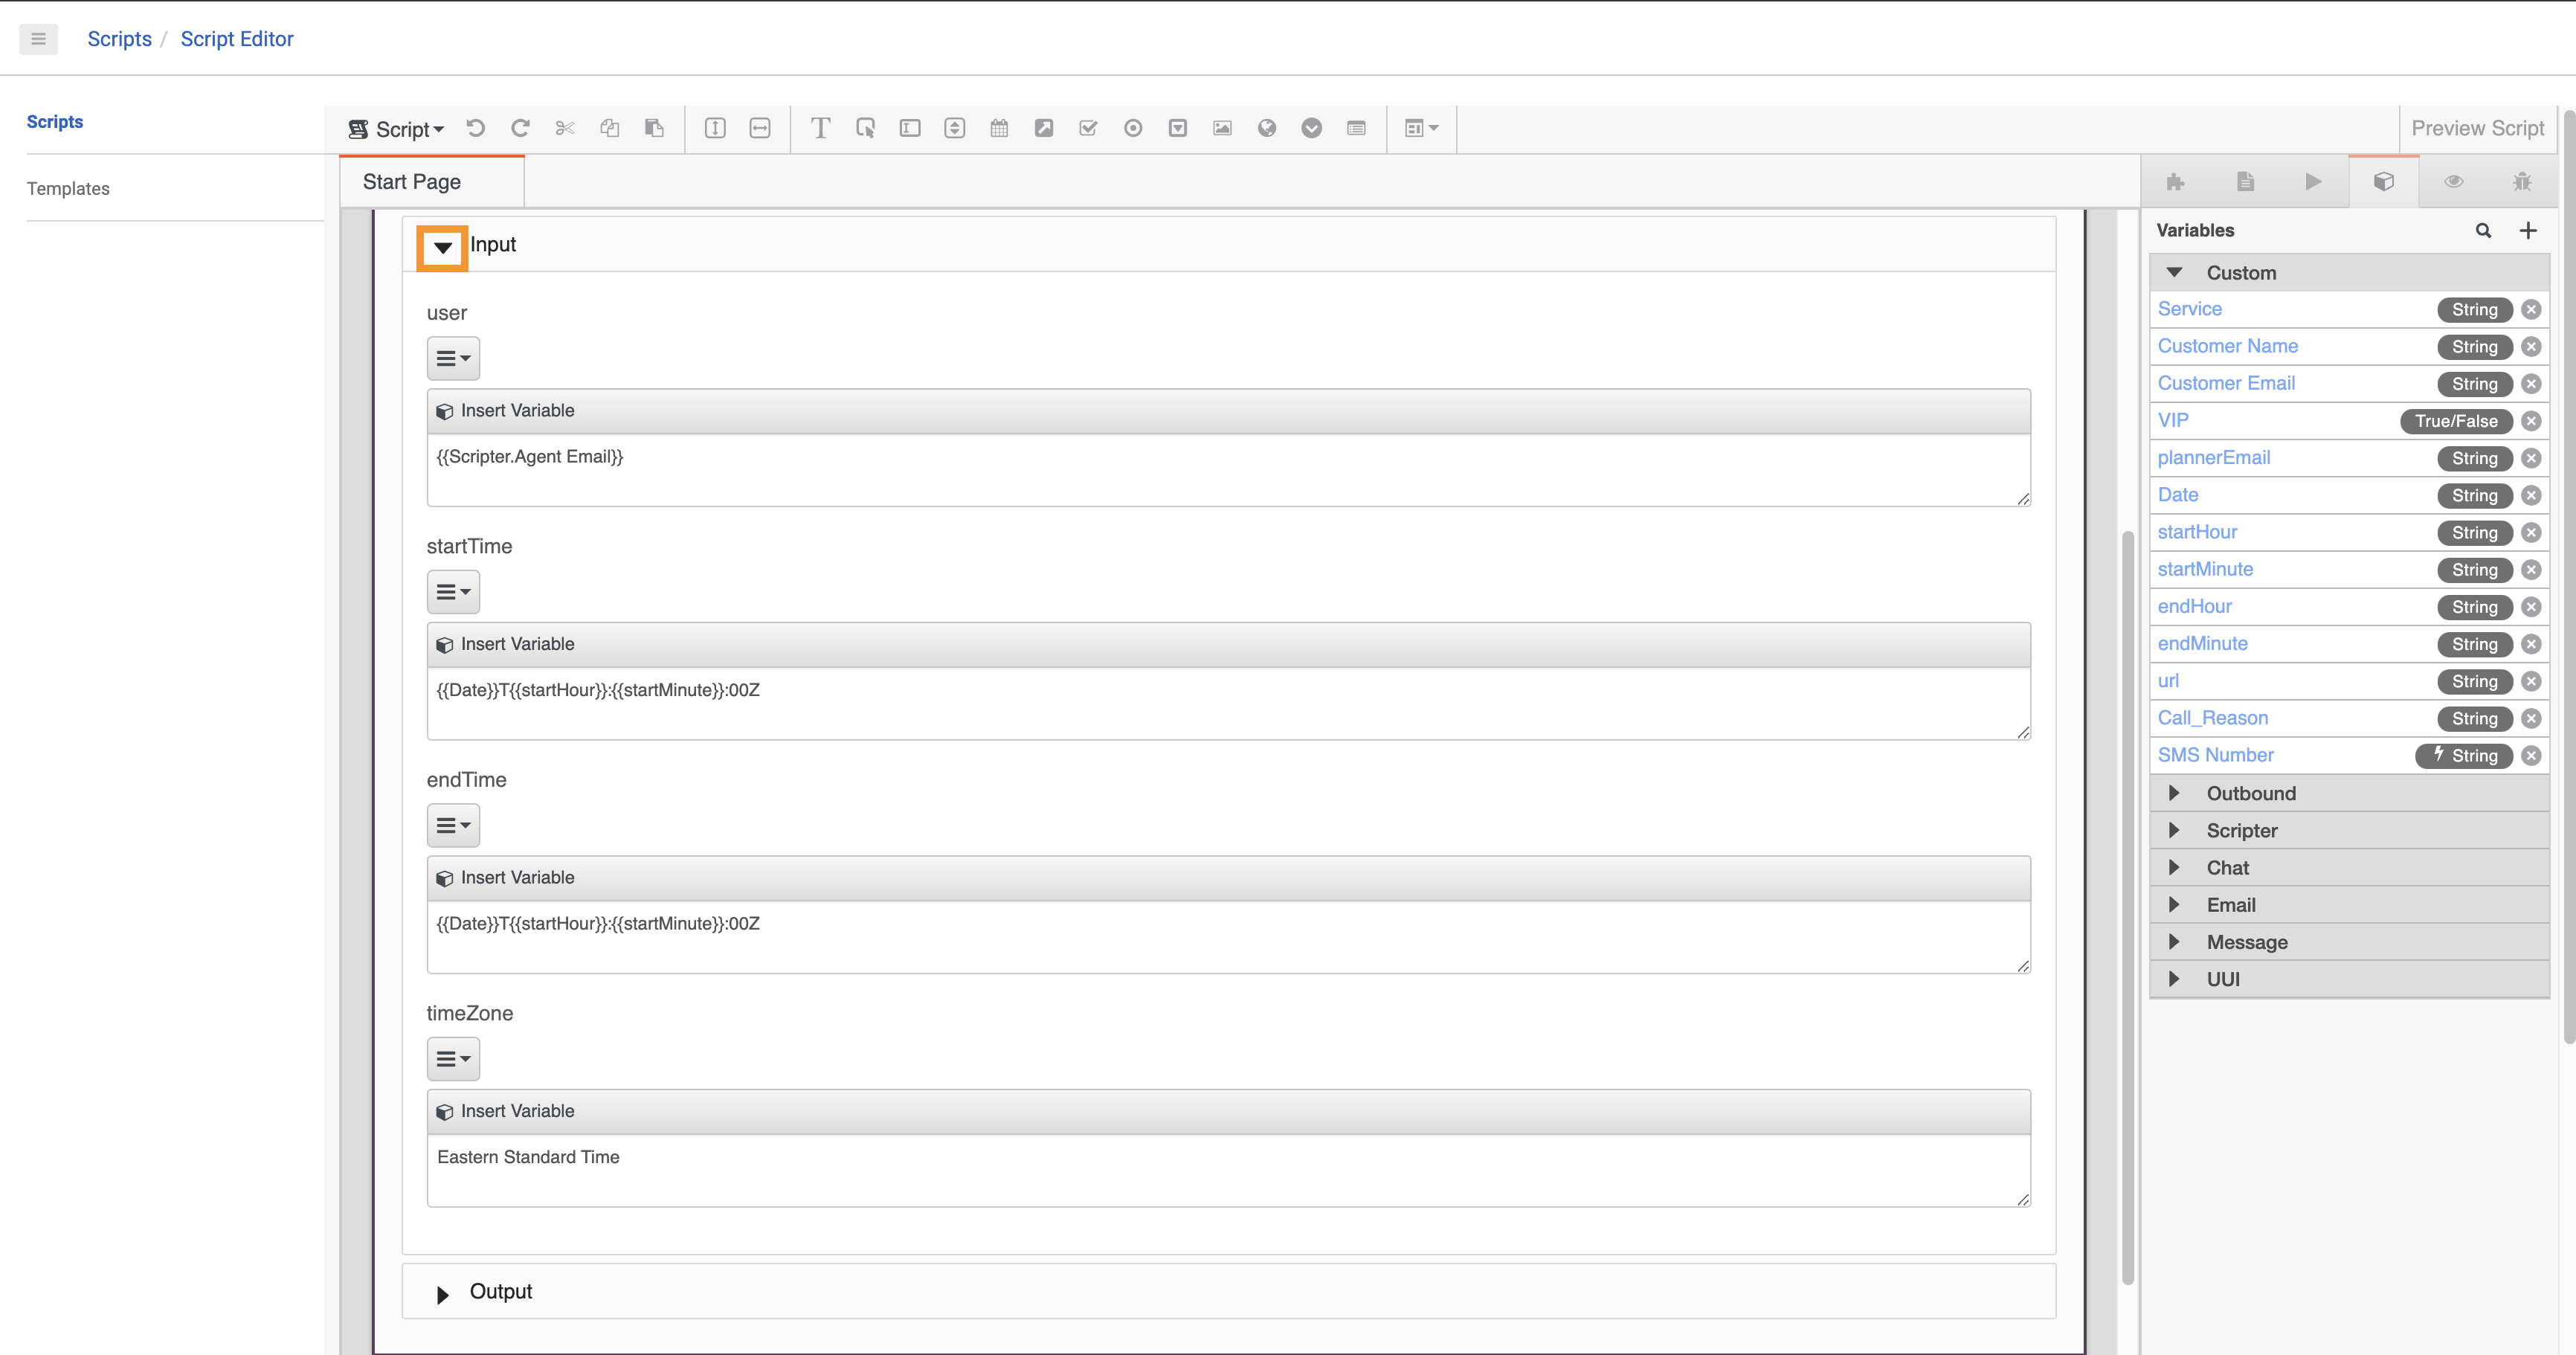 Scripts / Script Editor
Scripts
Templates
Script
Preview Script
Start Page
Input
user
Insert Variable
{{Scripter.Agent Email}}
startTime
Insert Variable
{{Date}}T{{startHour}}:{{startMinute}}:00Z
endTime
Insert Variable
{{Date}}T{{startHour}}:{{startMinute}}:00Z
timeZone
Insert Variable
Eastern Standard Time
Output
Variables
Custom
Service String
Customer Name String
Customer Email String
VIP True/False
plannerEmail String
Date String
startHour String
startMinute String
endHour String
endMinute String
url String
Call_Reason String
SMS Number String
Outbound
Scripter
Chat
Email
Message
UUI